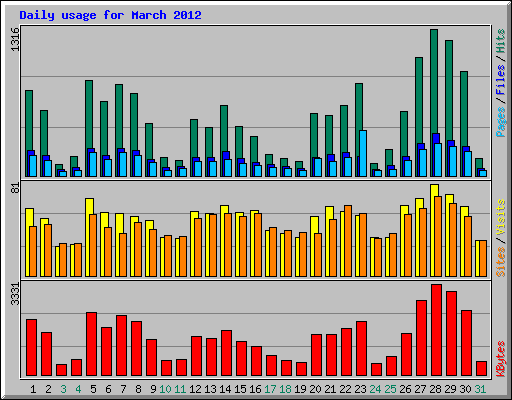 Daily usage for March 2012
1316
Pages/Files/Hits
81
Sites/Visits
3331
KBytes
1 2 3 4 5 6 7 8 9 10 11 12 13 14 15 16 17 18 19 20 21 22 23 24 25 26 27 28 29 30 31